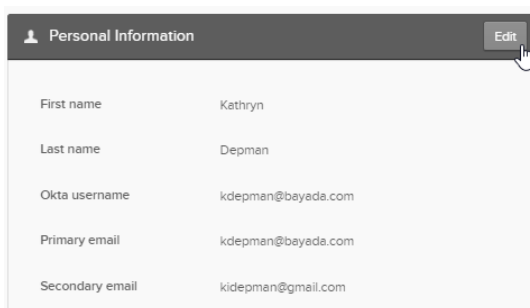 Personal Information Edit
First name Kathryn
Last name Depman
Okta username kdepman@bayada.com
Primary email kdepman@bayada.com
Secondary email kidepman@gmail.com